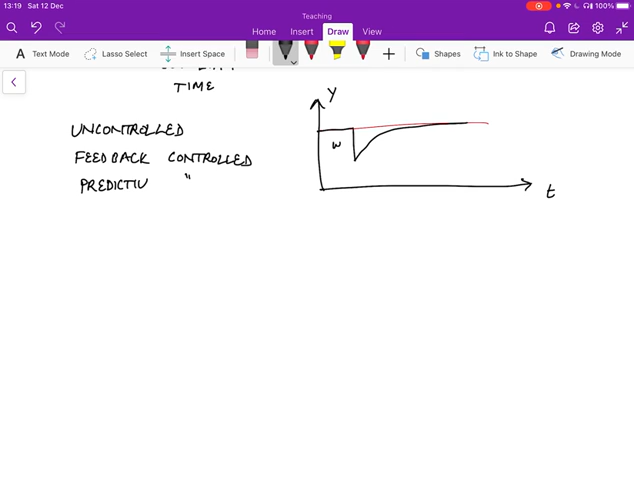 13:19 Sat 12 Dec
100%
Teaching
Home Insert Draw View
Text Mode Lasso Select Insert Space Shapes Ink to Shape Drawing Mode
TIME
Y
UNCONTROLLED
FEEDBACK CONTROLLED
W
PREDICTIV "
t